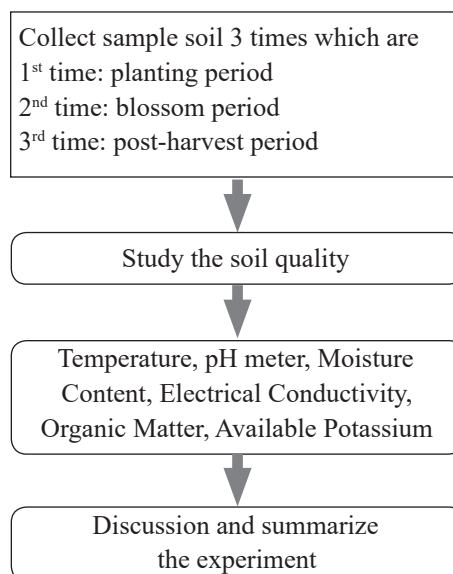 Collect sample soil 3 times which are
1st time: planting period
2nd time: blossom period
3rd time: post-harvest period
Study the soil quality
Temperature, pH meter, Moisture
Content, Electrical Conductivity,
Organic Matter, Available Potassium
Discussion and summarize
the experiment